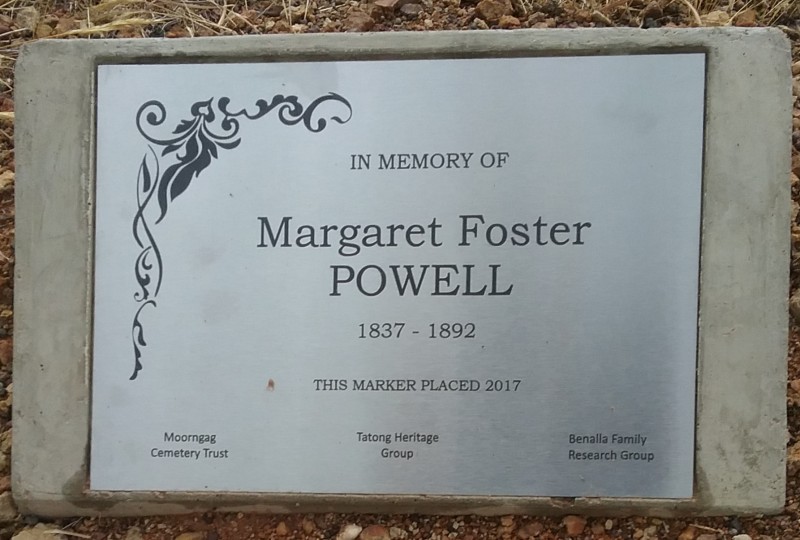 IN MEMORY OF
Margaret Foster
POWELL
1837 - 1892
THIS MARKER PLACED 2017
Moorngag
Cemetery Trust
Tatong Heritage
Group
Benalla Family
Research Group